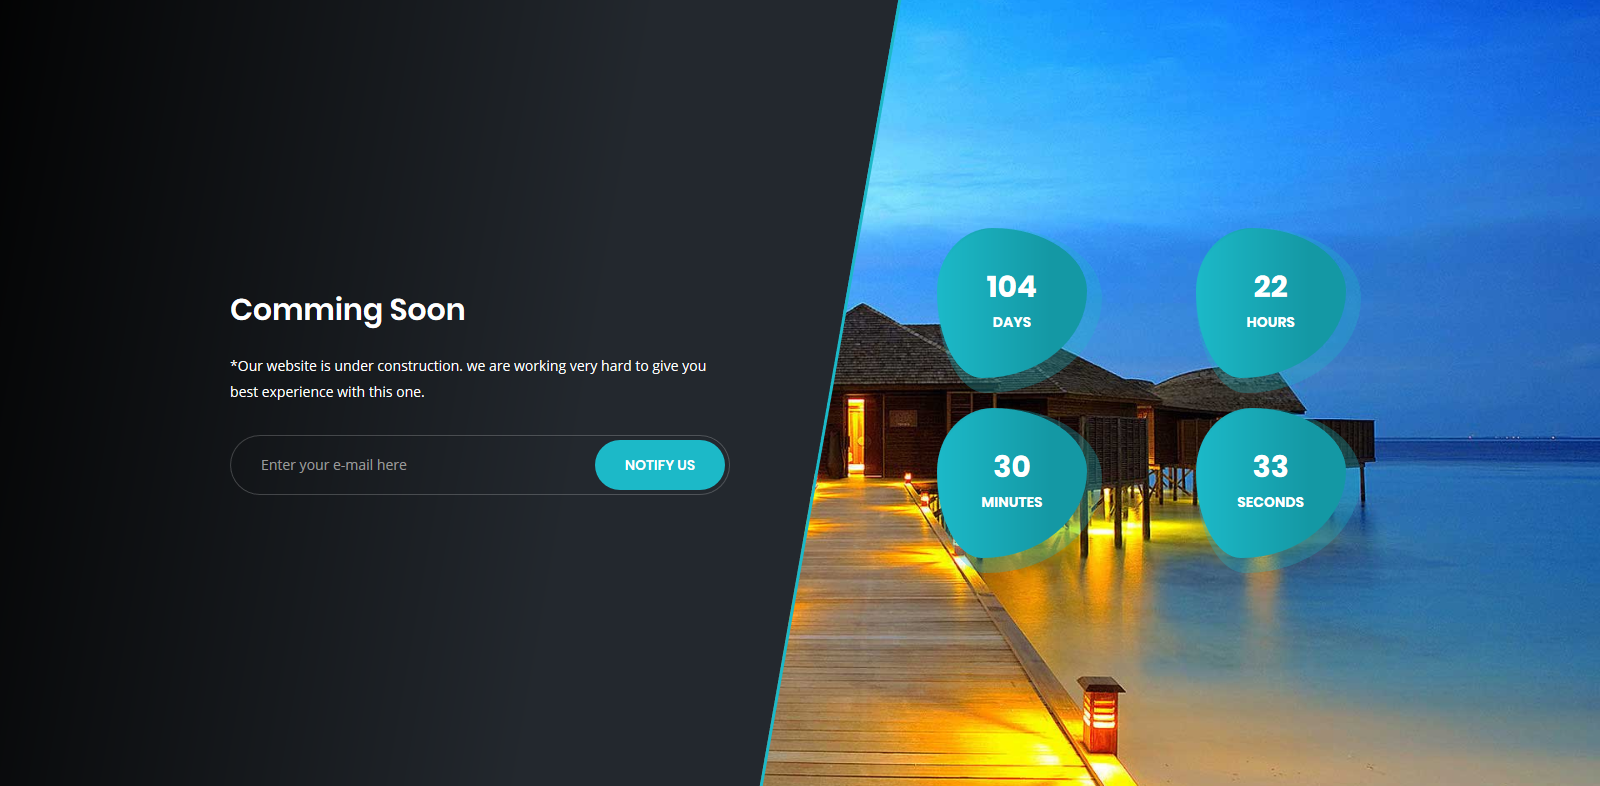 Comming Soon
*Our website is under construction. we are working very hard to give you
best experience with this one.
Enter your e-mail here
NOTIFY US
104
DAYS
22
HOURS
30
MINUTES
33
SECONDS